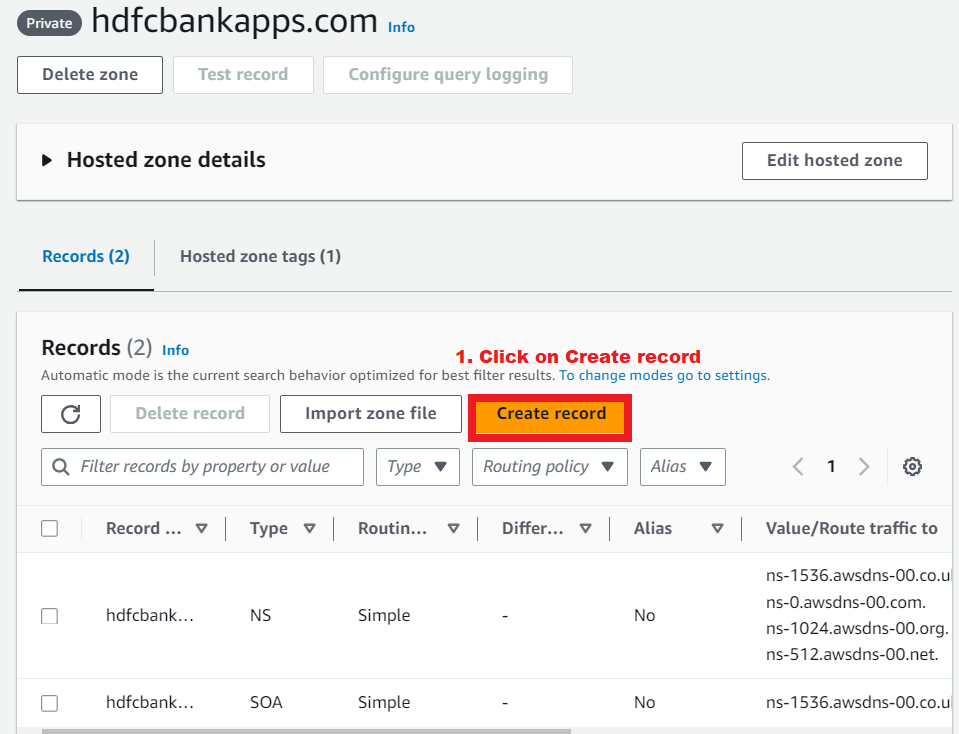 Private hdfcbankapps.com Info
Delete zone Test record Configure query logging
Hosted zone details Edit hosted zone
Records (2) Hosted zone tags (1)
Records (2) Info
1. Click on Create record
Automatic mode is the current search behavior optimized for best filter results. To change modes go to settings.
Delete record Import zone file Create record
Filter records by property or value Type Routing policy Alias 1
Record ... Type Routin... Differ... Alias Value/Route traffic to
ns-1536.awsdns-00.co.u
ns-0.awsdns-00.com.
hdfcbank... NS Simple - No
ns-1024.awsdns-00.org.
ns-512.awsdns-00.net.
hdfcbank... SOA Simple - No ns-1536.awsdns-00.co.u